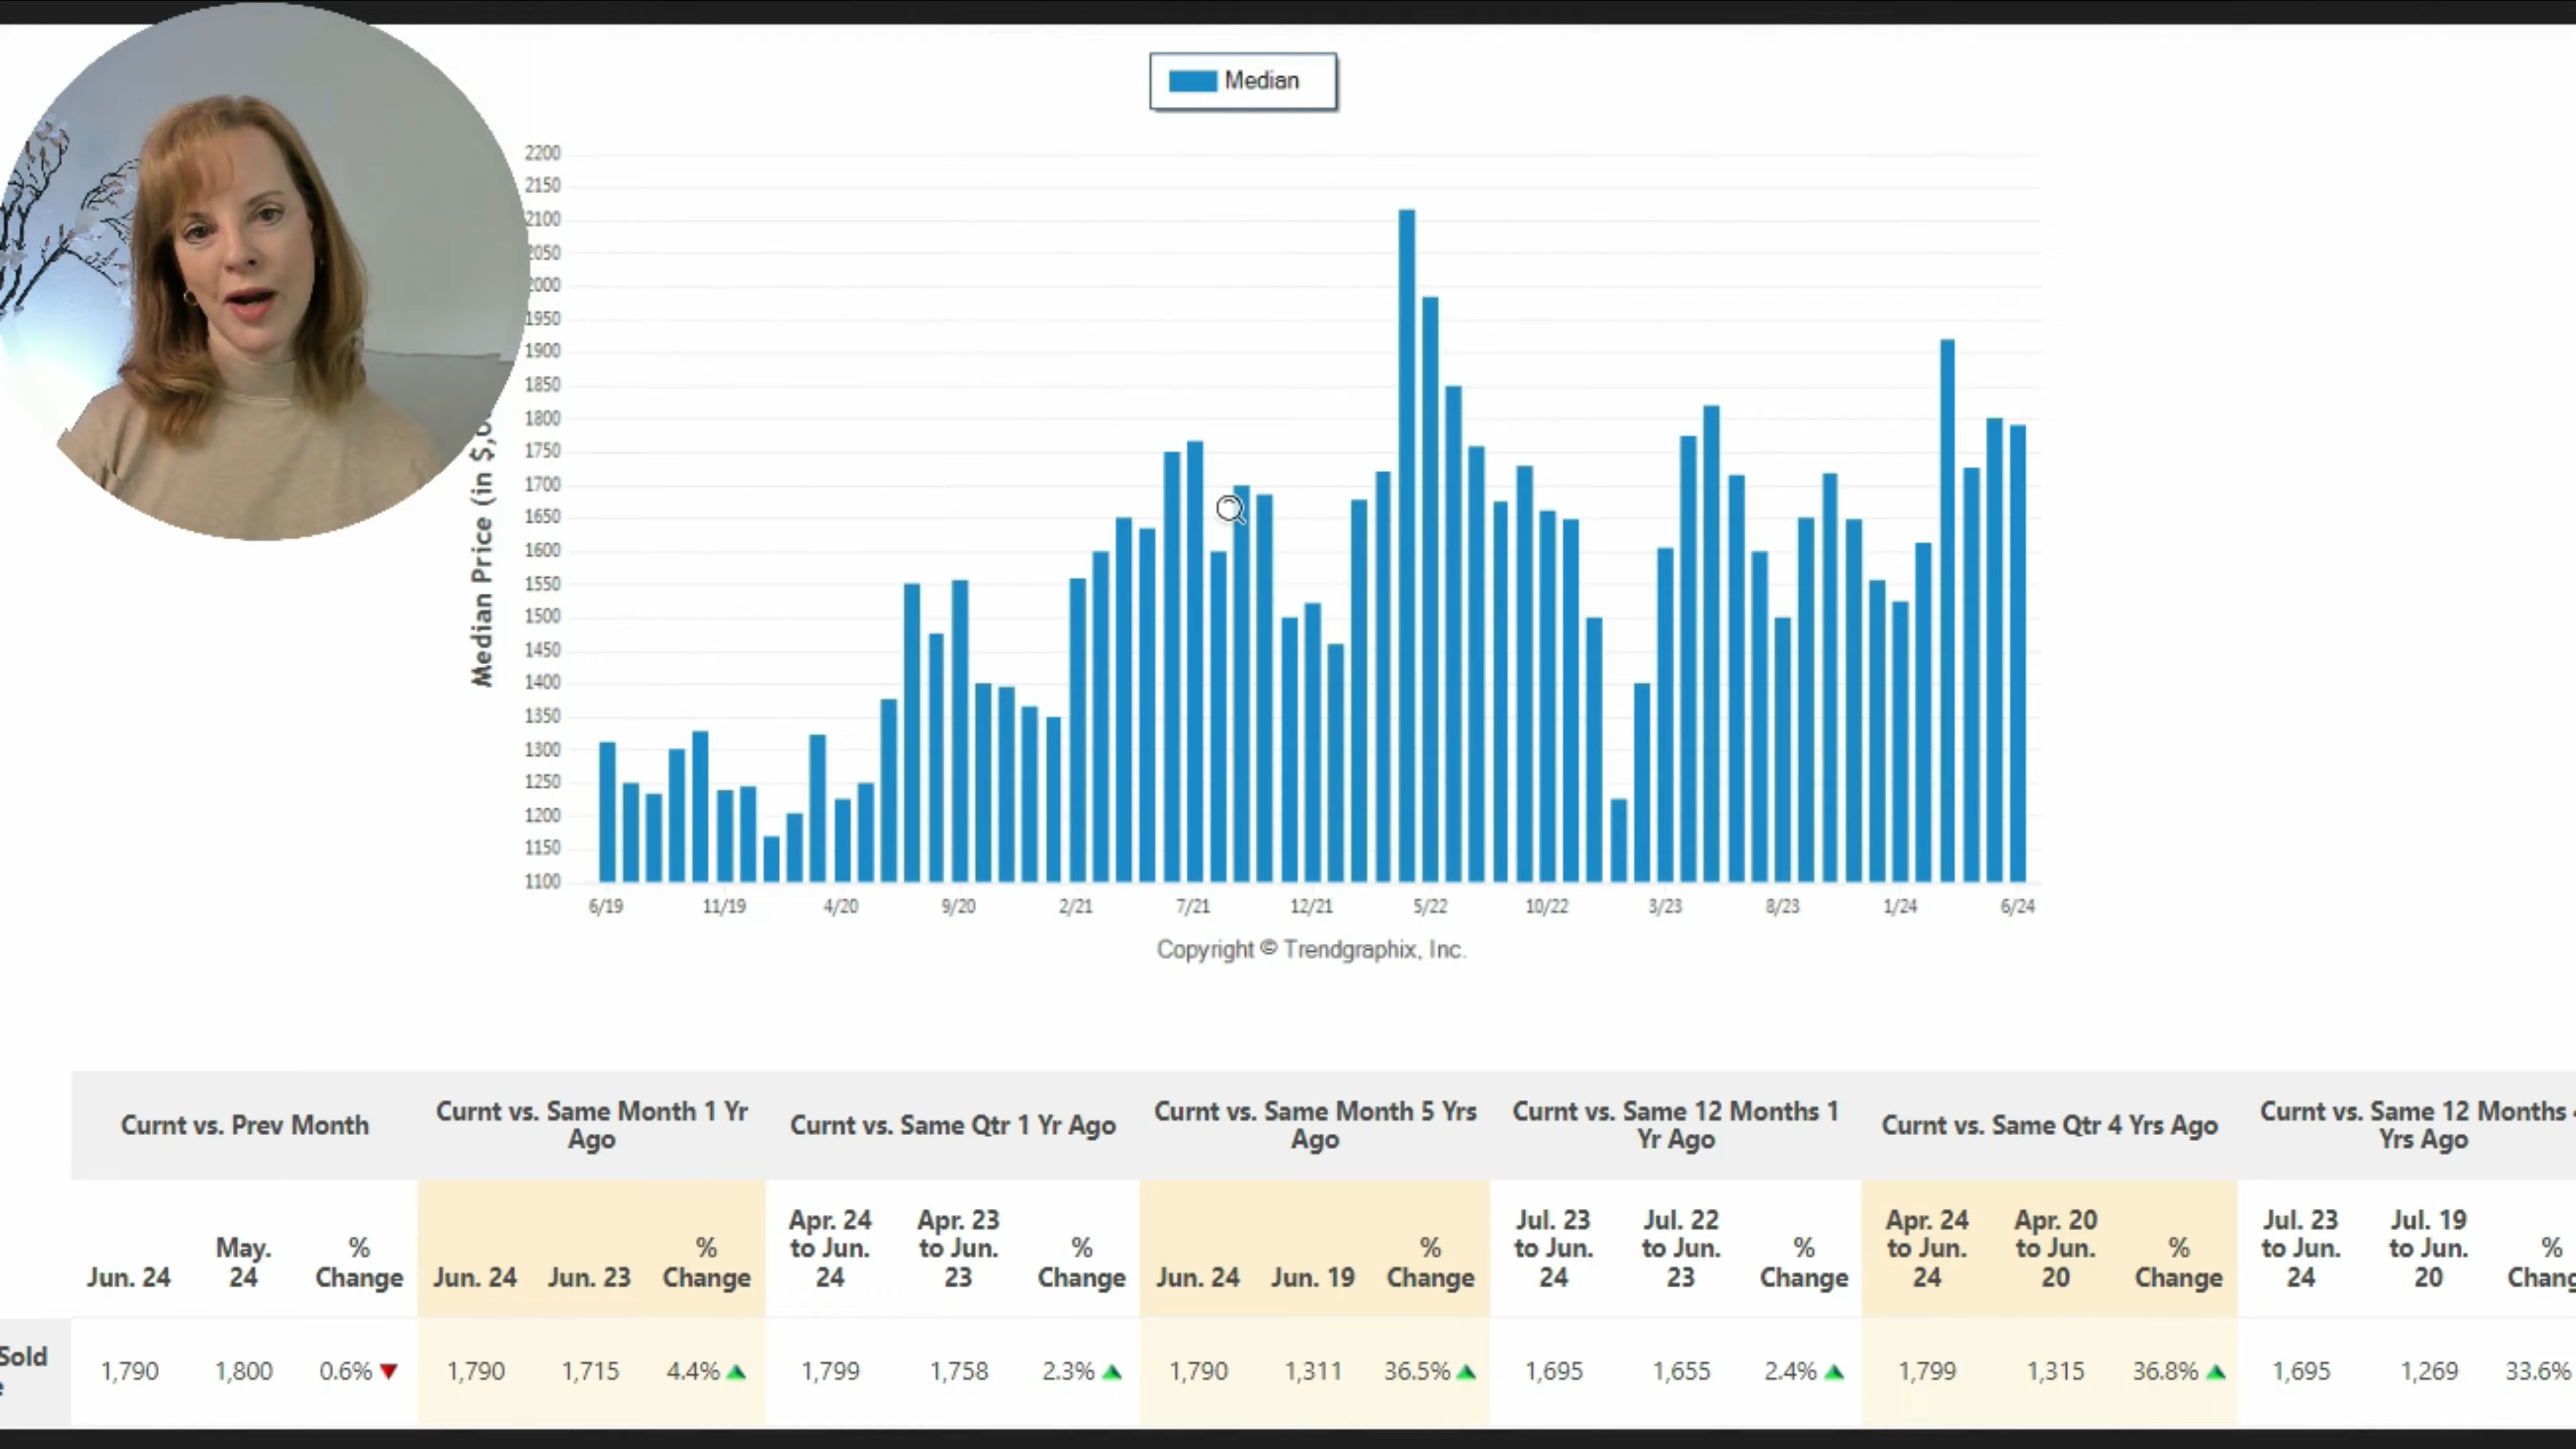 Median
2200
2150
2100
2050
2000
1950
1900
1850
1800
1750
1700
1650
1600
1550
1500
1450
1400
1350
1300
1250
1200
1150
1100
Median Price (in $,0
6/19 11/19 4/20 9/20 2/21 7/21 12/21 5/22 10/22 3/23 8/23 1/24 6/24
Copyright © Trendgraphix, Inc.
Curnt vs. Prev Month
Curnt vs. Same Month 1 Yr
Ago
Curnt vs. Same Qtr 1 Yr Ago
Curnt vs. Same Month 5 Yrs
Ago
Curnt vs. Same 12 Months 1
Yr Ago
Curnt vs. Same Qtr 4 Yrs Ago
Curnt vs. Same 12 Months
Yrs Ago
Jun. 24
May.
24
%
Change
Jun. 24
Jun. 23
%
Change
Apr. 24
to Jun.
24
Apr. 23
to Jun.
23
%
Change
Jun. 24
Jun. 19
%
Change
Jul. 23
to Jun.
24
Jul. 22
to Jun.
23
%
Change
Apr. 24
to Jun.
24
Apr. 20
to Jun.
20
%
Change
Jul. 23
to Jun.
24
Jul. 19
to Jun.
20
%
Chang
Sold
1,790 1,800 0.6% 1,790 1,715 4.4% 1,799 1,758 2.3% 1,790 1,311 36.5% 1,695 1,655 2.4% 1,799 1,315 36.8% 1,695 1,269 33.6%